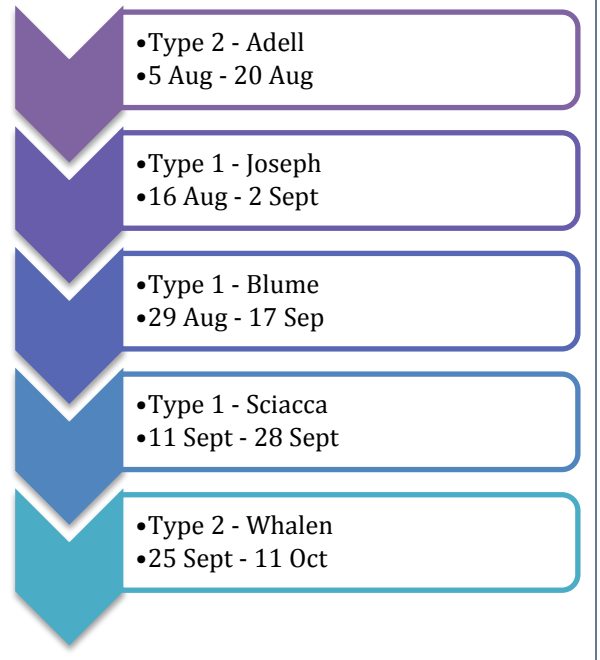 •Type 2 - Adell
•5 Aug - 20 Aug
•Type 1 - Joseph
•16 Aug - 2 Sept
•Type 1 - Blume
•29 Aug - 17 Sep
•Type 1 - Sciacca
•11 Sept - 28 Sept
•Type 2 - Whalen
•25 Sept - 11 Oct